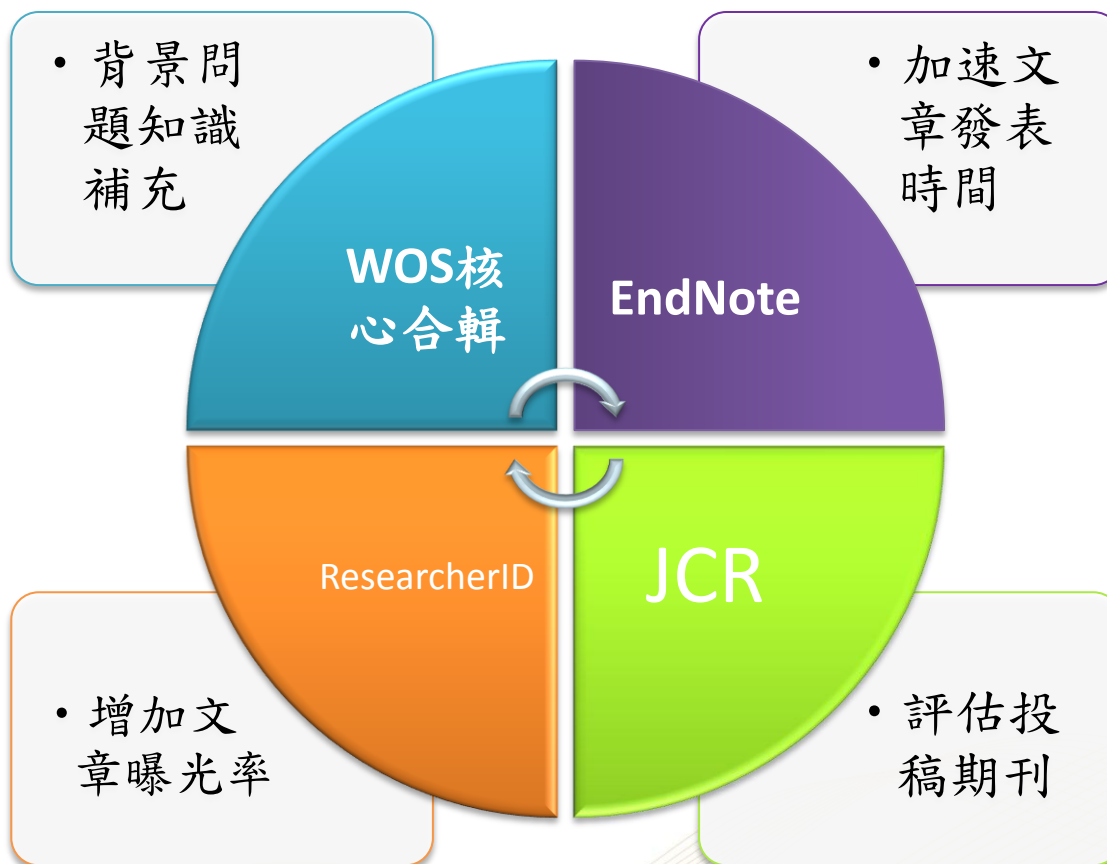 • 背景問
題知識
補充
• 加速文
章發表
時間
WOS核
心合輯
EndNote
ResearcherID
JCR
• 增加文
章曝光率
• 評估投
稿期刊